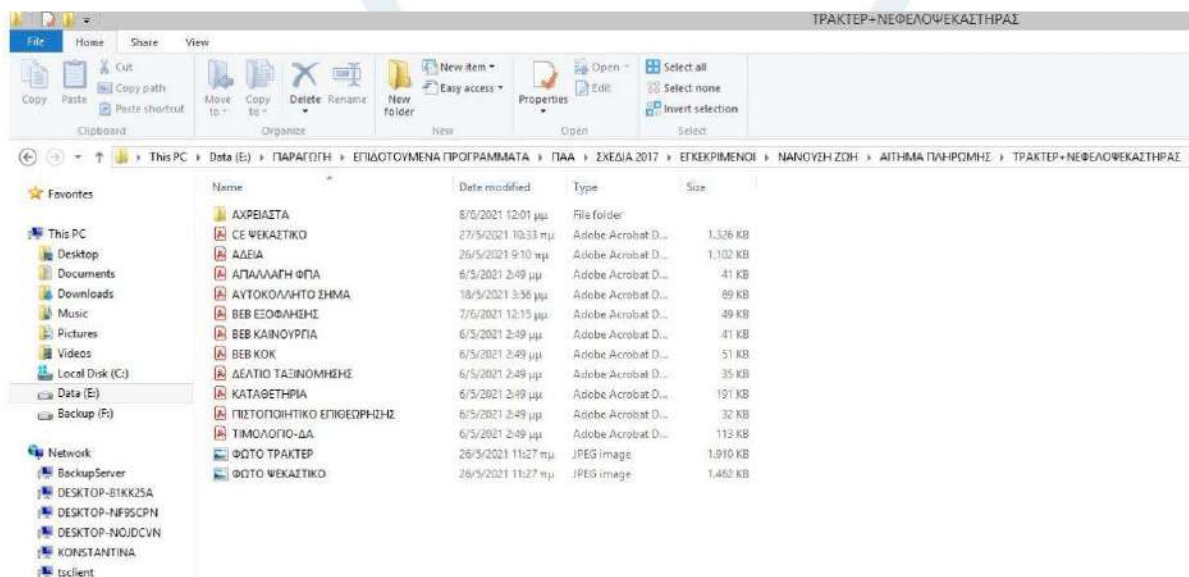 ΤΡΑΚΤΕΡ+ΝΕΦΕΛΟΨΕΚΑΣΤΗΡΑΣ
File Home Share View
Copy Paste Cut Copy path Paste shortcut
Move to Copy to Delete Rename New folder
New item Easy access Properties Open Edit
Select all Select none Invert selection
Clipboard Organize New Open Select
This PC Data (E:) ΠΑΡΑΓΩΓΗ ΕΠΙΔΟΤΟΥΜΕΝΑ ΠΡΟΓΡΑΜΜΑΤΑ ΠΑΑ ΣΧΕΔΙΑ 2017 ΕΓΚΕΚΡΙΜΕΝΟΙ ΝΑΝΟΥΣΗ ΖΩΗ ΑΙΤΗΜΑ ΠΛΗΡΩΜΗΣ ΤΡΑΚΤΕΡ+ΝΕΦΕΛΟΨΕΚΑΣΤΗΡΑΣ
Favorites
This PC
Desktop
Documents
Downloads
Music
Pictures
Videos
Local Disk (C:)
Data (E:)
Backup (F:)
Network
BackupServer
DESKTOP-B1KK25A
DESKTOP-NF9SCPN
DESKTOP-NOJDCVN
KONSTANTINA
tsclient
Name Date modified Type Size
ΑΧΡΕΙΑΣΤΑ 8/6/2021 12:01 μμ File folder
CE ΨΕΚΑΣΤΙΚΟ 27/5/2021 10:33 πμ Adobe Acrobat D... 1.326 KB
ΑΔΕΙΑ 26/5/2021 9:10 πμ Adobe Acrobat D... 1.102 KB
ΑΠΑΛΛΑΓΗ ΦΠΑ 6/5/2021 2:49 μμ Adobe Acrobat D... 41 KB
ΑΥΤΟΚΟΛΛΗΤΟ ΣΗΜΑ 18/5/2021 3:56 μμ Adobe Acrobat D... 69 KB
ΒΕΒ ΕΞΟΦΛΗΣΗΣ 7/6/2021 12:15 μμ Adobe Acrobat D... 49 KB
ΒΕΒ ΚΑΙΝΟΥΡΓΙΑ 6/5/2021 2:49 μμ Adobe Acrobat D... 41 KB
ΒΕΒ ΚΟΚ 6/5/2021 2:49 μμ Adobe Acrobat D... 51 KB
ΔΕΛΤΙΟ ΤΑΞΙΝΟΜΗΣΗΣ 6/5/2021 2:49 μμ Adobe Acrobat D... 35 KB
ΚΑΤΑΘΕΤΗΡΙΑ 6/5/2021 2:49 μμ Adobe Acrobat D... 191 KB
ΠΙΣΤΟΠΟΙΗΤΙΚΟ ΕΠΙΘΕΩΡΗΣΗΣ 6/5/2021 2:49 μμ Adobe Acrobat D... 32 KB
ΤΙΜΟΛΟΓΙΟ-ΔΑ 6/5/2021 2:49 μμ Adobe Acrobat D... 113 KB
ΦΩΤΟ ΤΡΑΚΤΕΡ 26/5/2021 11:27 πμ JPEG image 1.910 KB
ΦΩΤΟ ΨΕΚΑΣΤΙΚΟ 26/5/2021 11:27 πμ JPEG image 1.462 KB